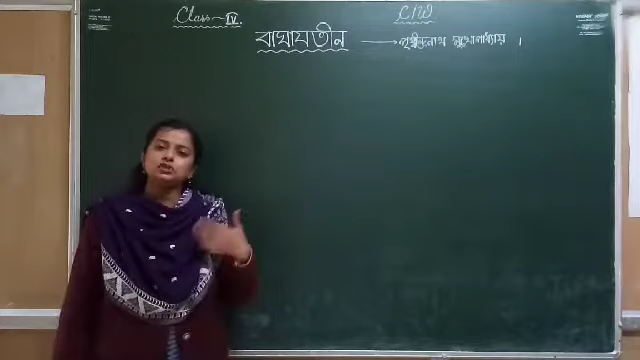 Class - IV.
C/W
বাঘাযতীন → পৃথ্বীন্দ্রনাথ মুখোপাধ্যায় ।